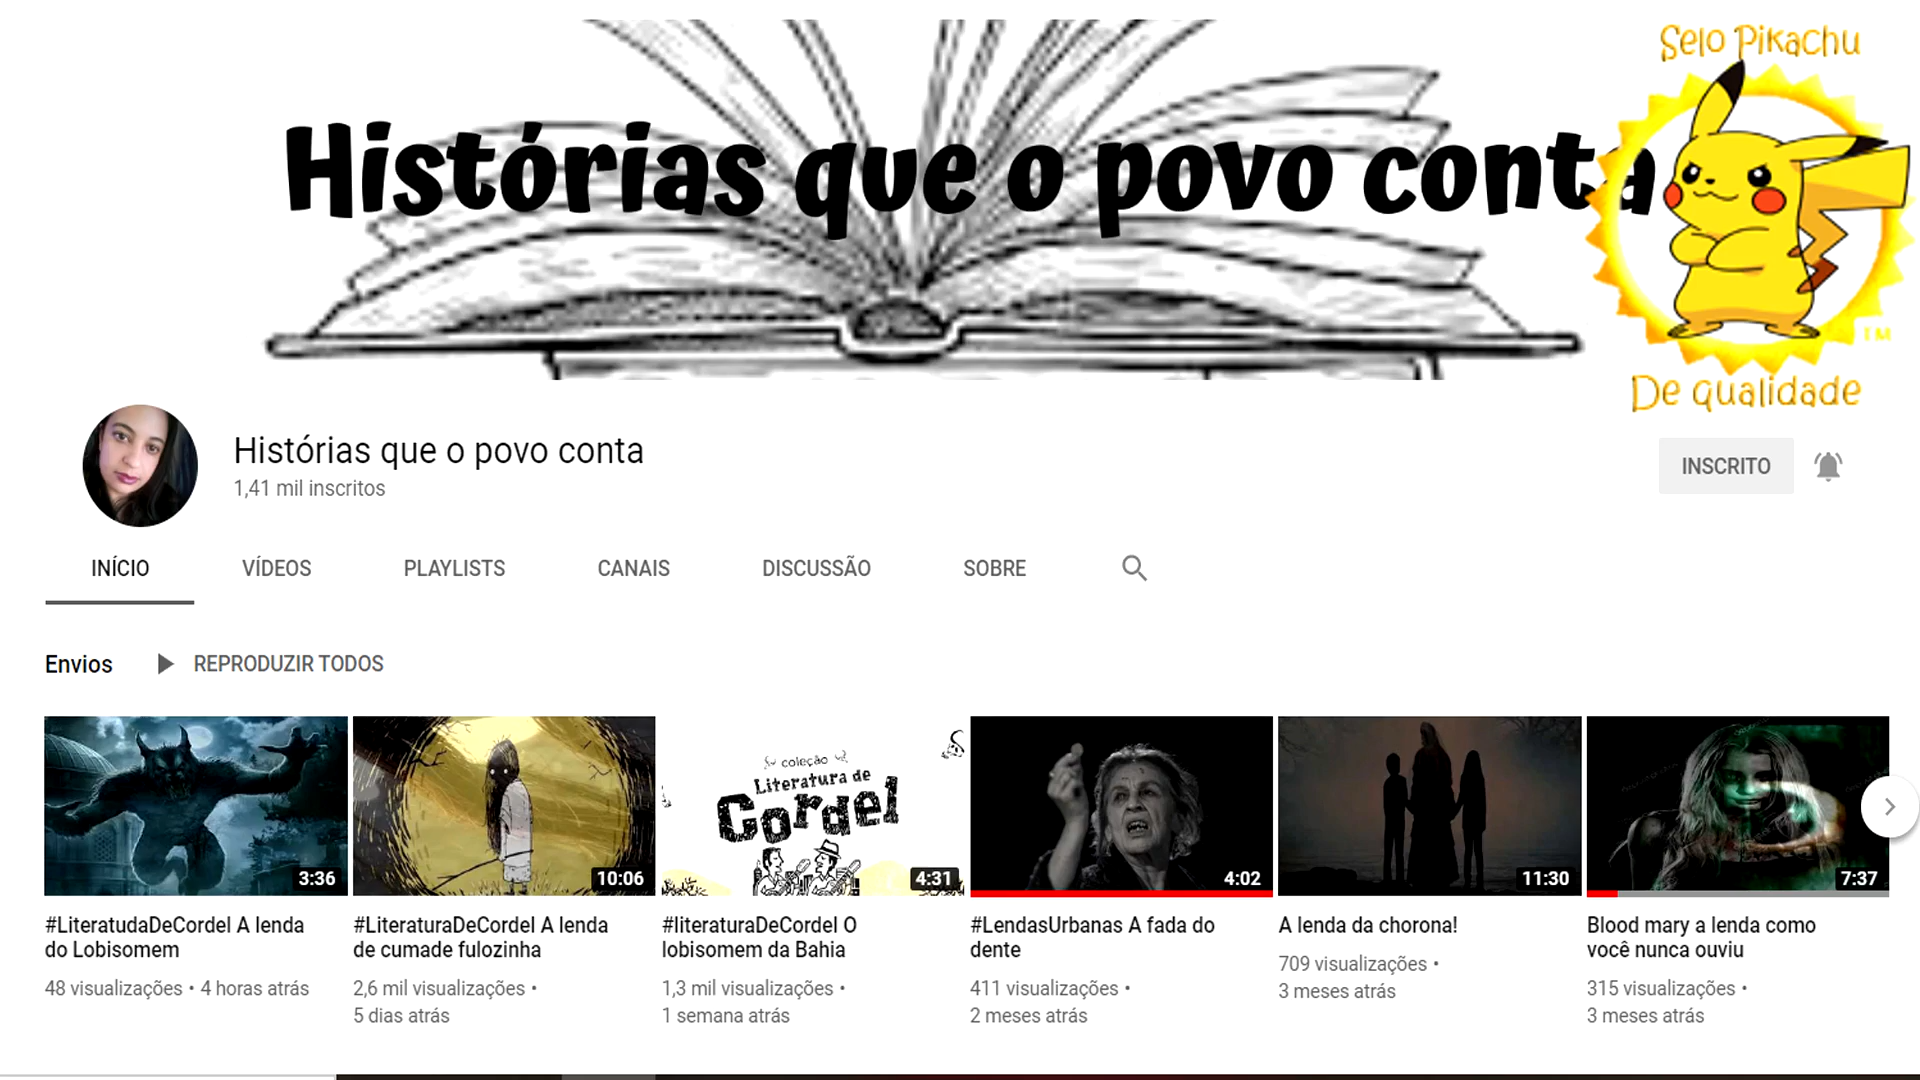 Selo Pikachu
Histórias que o povo conta
TM
De qualidade
Histórias que o povo conta
1,41 mil inscritos
INSCRITO
INÍCIO
VÍDEOS
PLAYLISTS
CANAIS
DISCUSSÃO
SOBRE
Envios
REPRODUZIR TODOS
3:36
10:06
coleção
Literatura de
Cordel
4:31
4:02
11:30
7:37
#LiteratudaDeCordel A lenda
do Lobisomem
48 visualizações • 4 horas atrás
#LiteraturaDeCordel A lenda
de cumade fulozinha
2,6 mil visualizações •
5 dias atrás
#literaturaDeCordel O
lobisomem da Bahia
1,3 mil visualizações •
1 semana atrás
#LendasUrbanas A fada do
dente
411 visualizações •
2 meses atrás
A lenda da chorona!
709 visualizações •
3 meses atrás
Blood mary a lenda como
você nunca ouviu
315 visualizações •
3 meses atrás